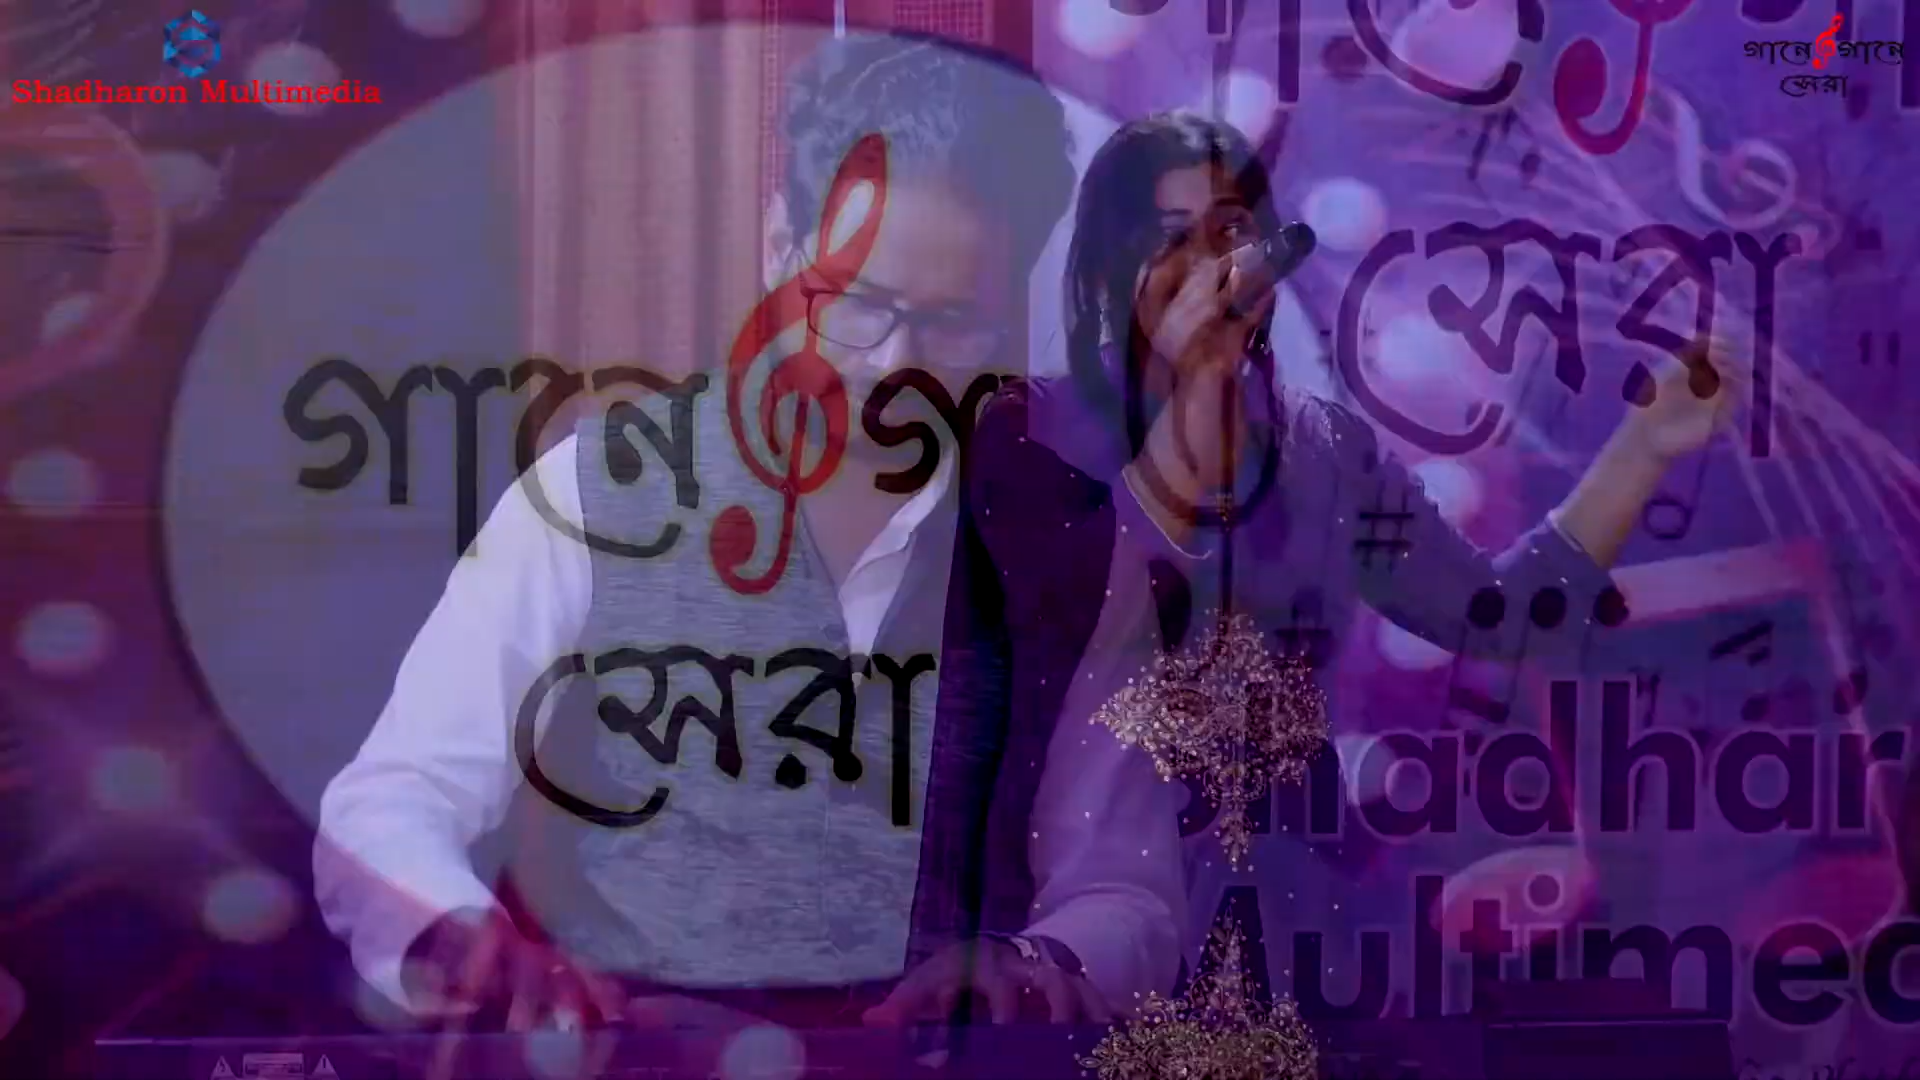 Shadharon Multimedia
গানে গানে
সেরা
গানে গ
সেরা
সেরা
Shadhar
Multimed